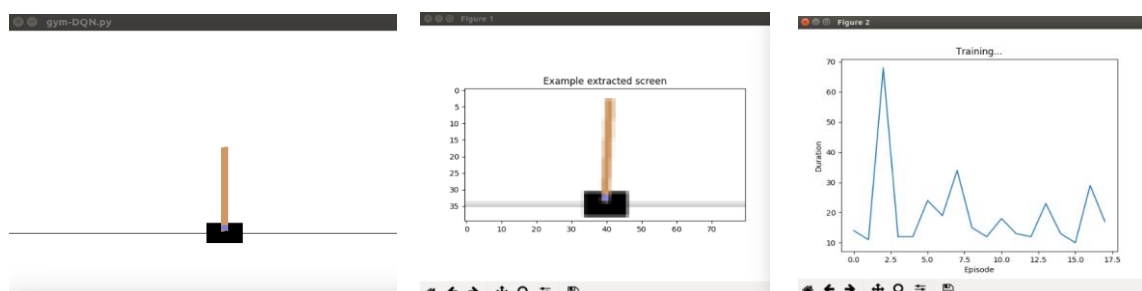 gym-DQN.py
Figure 1
Example extracted screen
0
5
10
15
20
25
30
35
0 10 20 30 40 50 60 70
Figure 2
Training...
70
60
50
40
30
20
10
Duration
0.0 2.5 5.0 7.5 10.0 12.5 15.0 17.5
Episode